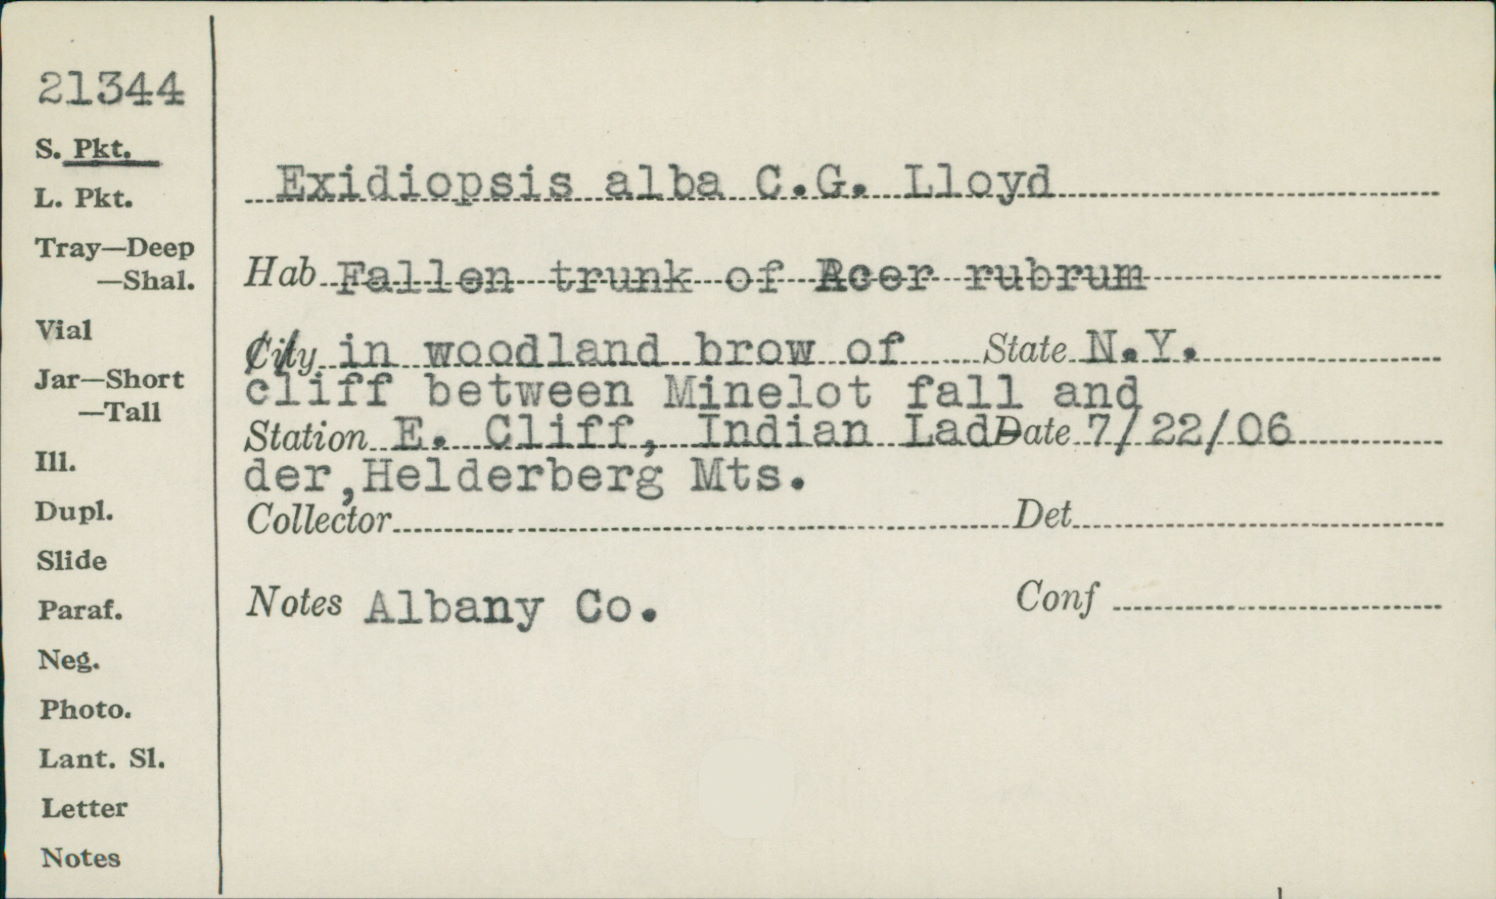 21344
S. Pkt.
L. Pkt.
Tray—Deep
—Shal.
Vial
Jar—Short
—Tall
Ill.
Dupl.
Slide
Paraf.
Neg.
Photo.
Lant. Sl.
Letter
Notes
Exidiopsis alba C.G. Lloyd
Hab Fallen trunk of Acer rubrum
City in woodland brow of State N.Y.
cliff between Minelot fall and
Station E. Cliff, Indian Lad Date 7/22/06
der,Helderberg Mts.
Collector Det
Notes Albany Co. Conf